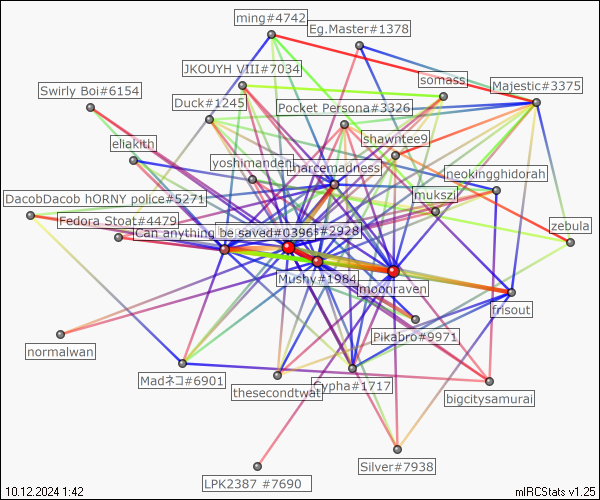 ming#4742
Eg.Master#1378
JKOUYH VIII#7034
somass
Majestic#3375
Swirly Boi#6154
Duck#1245
Pocket Persona#3326
shawntee9
eliakith
yoshimanden
marcemadness
neokingghidorah
mukszi
DacobDacob hORNY police#5271
Fedora Stoat#4479
zebula
Can anything be saved#0396
#2928
Mushy#1984
moonraven
frisout
Pikabro#9971
normalwan
Madネコ#6901
thesecondtwat
Cypha#1717
bigcitysamurai
Silver#7938
LPK2387 #7690
10.12.2024 1:42
mIRCStats v1.25